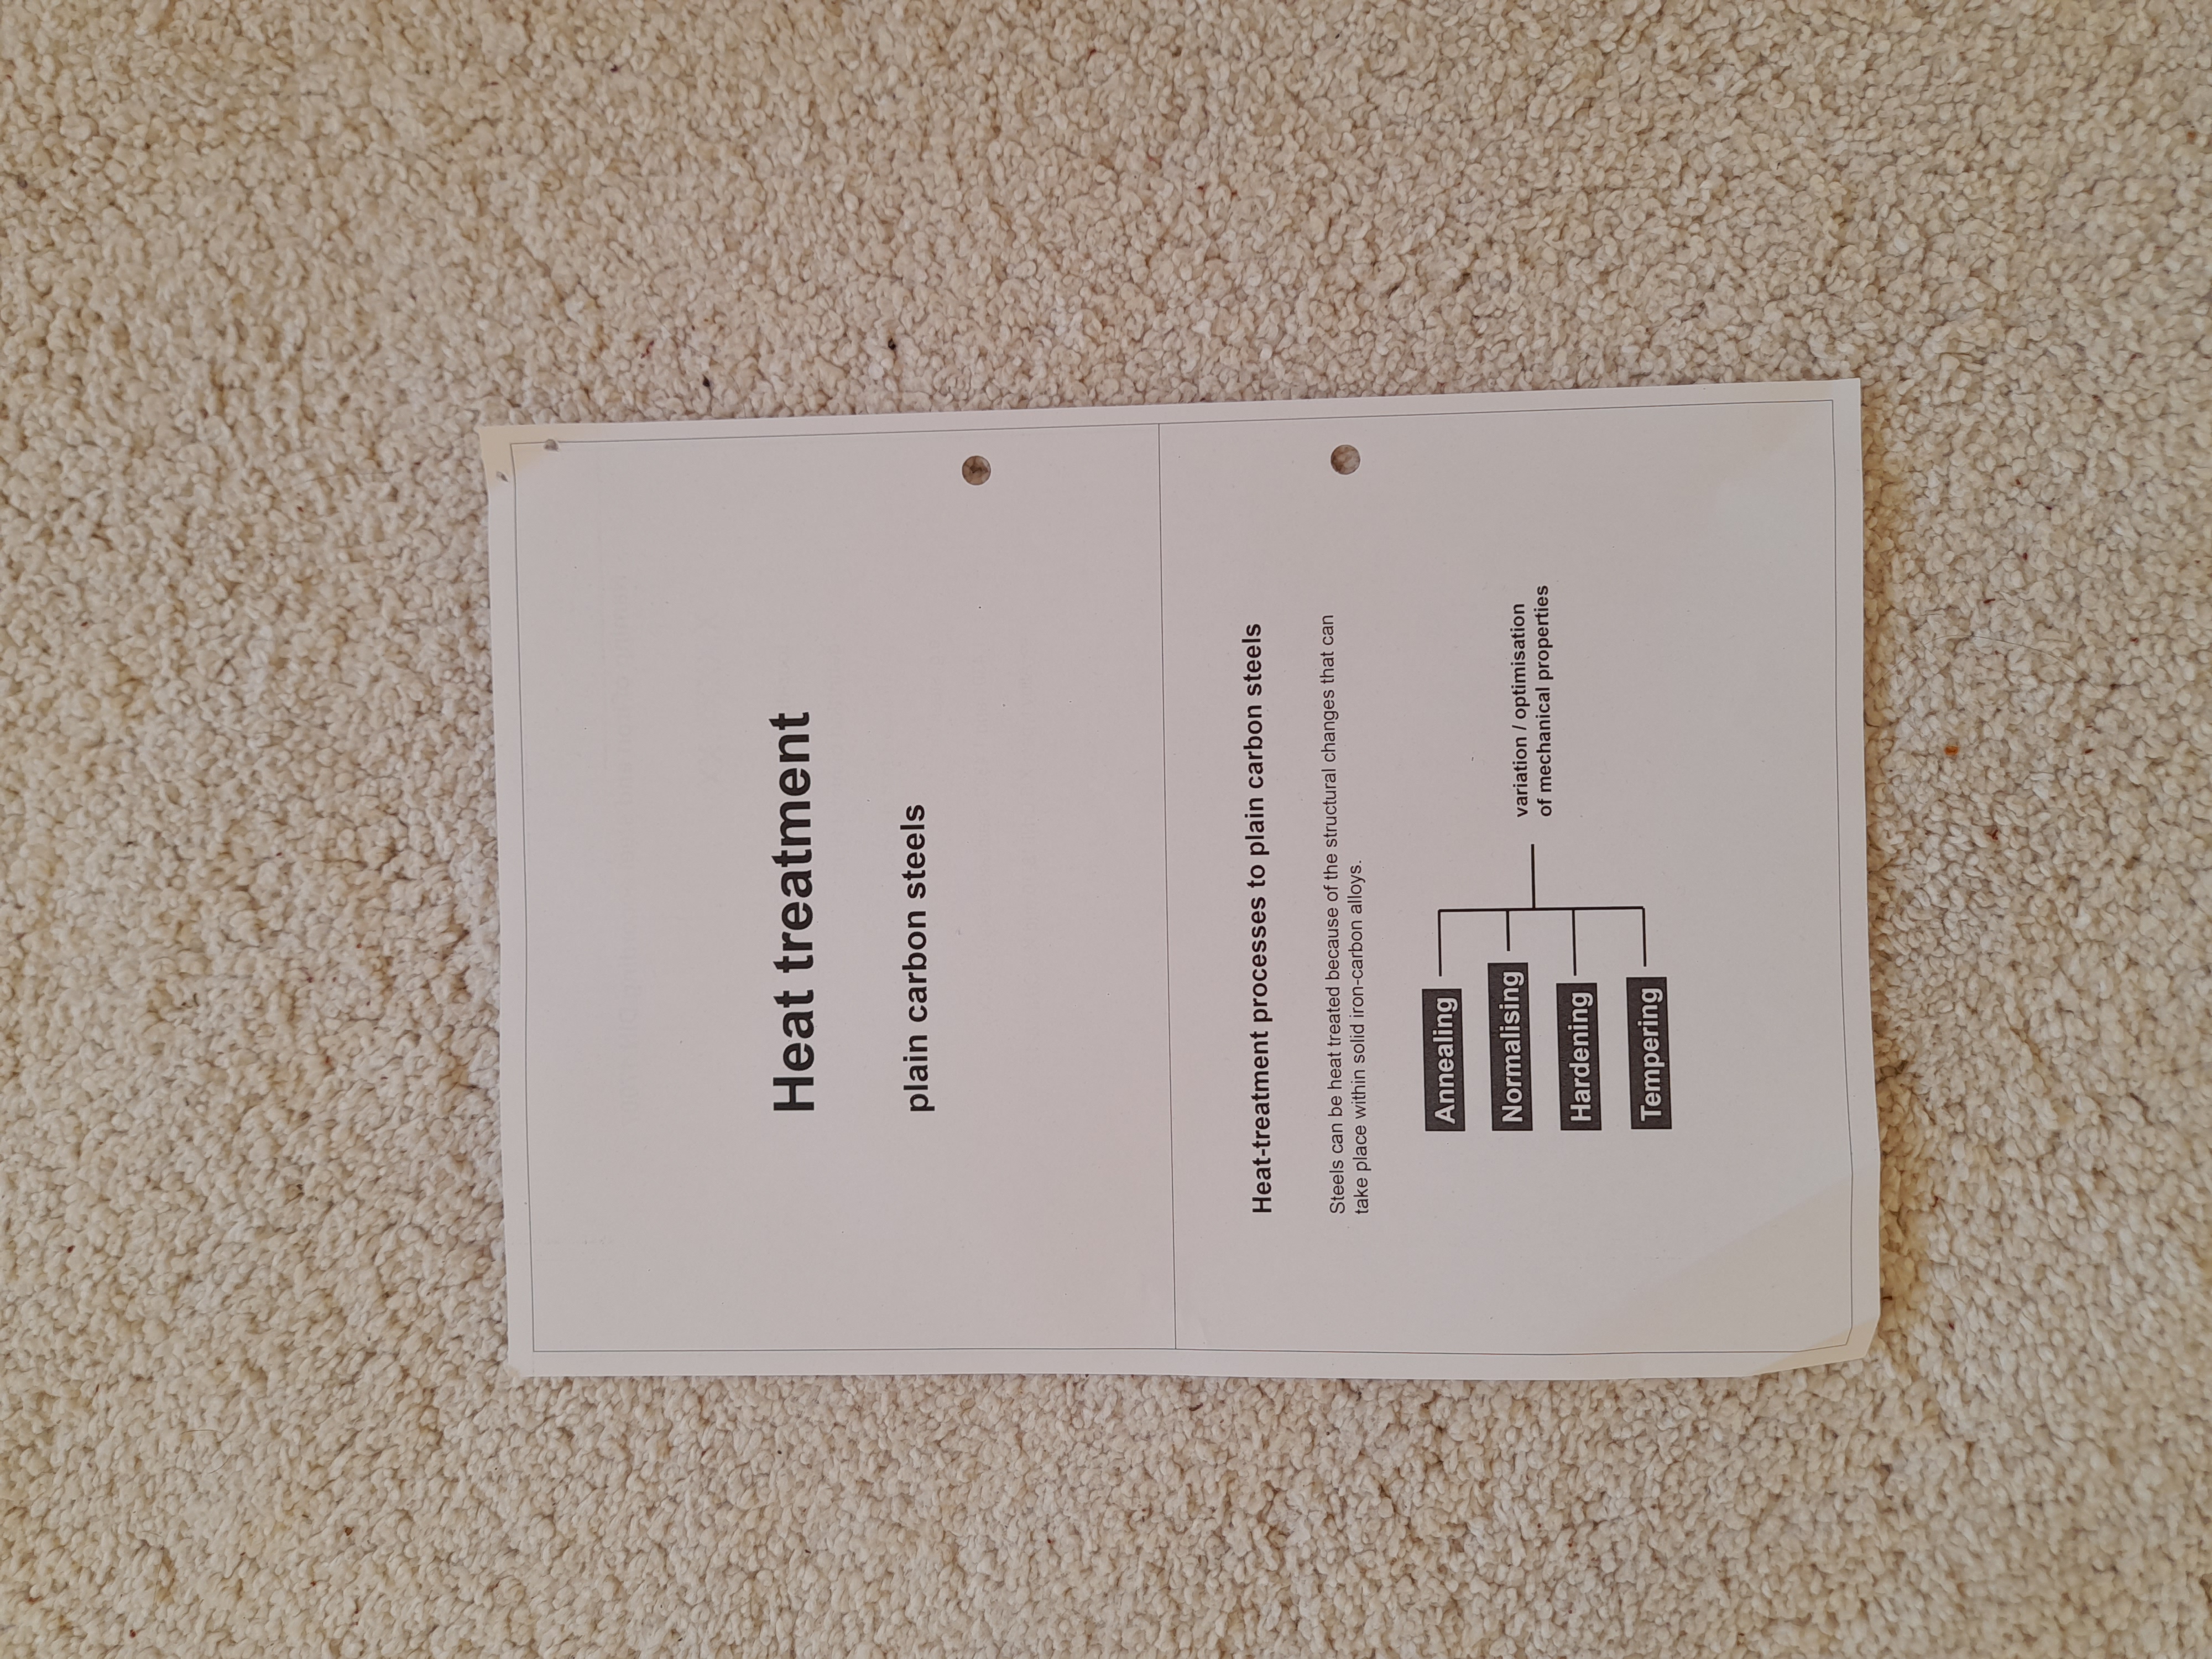 Heat treatment
plain carbon steels
Heat-treatment processes to plain carbon steels
Steels can be heat treated because of the structural changes that can
take place within solid iron-carbon alloys.
Annealing
Normalising
Hardening
Tempering
variation / optimisation
of mechanical properties